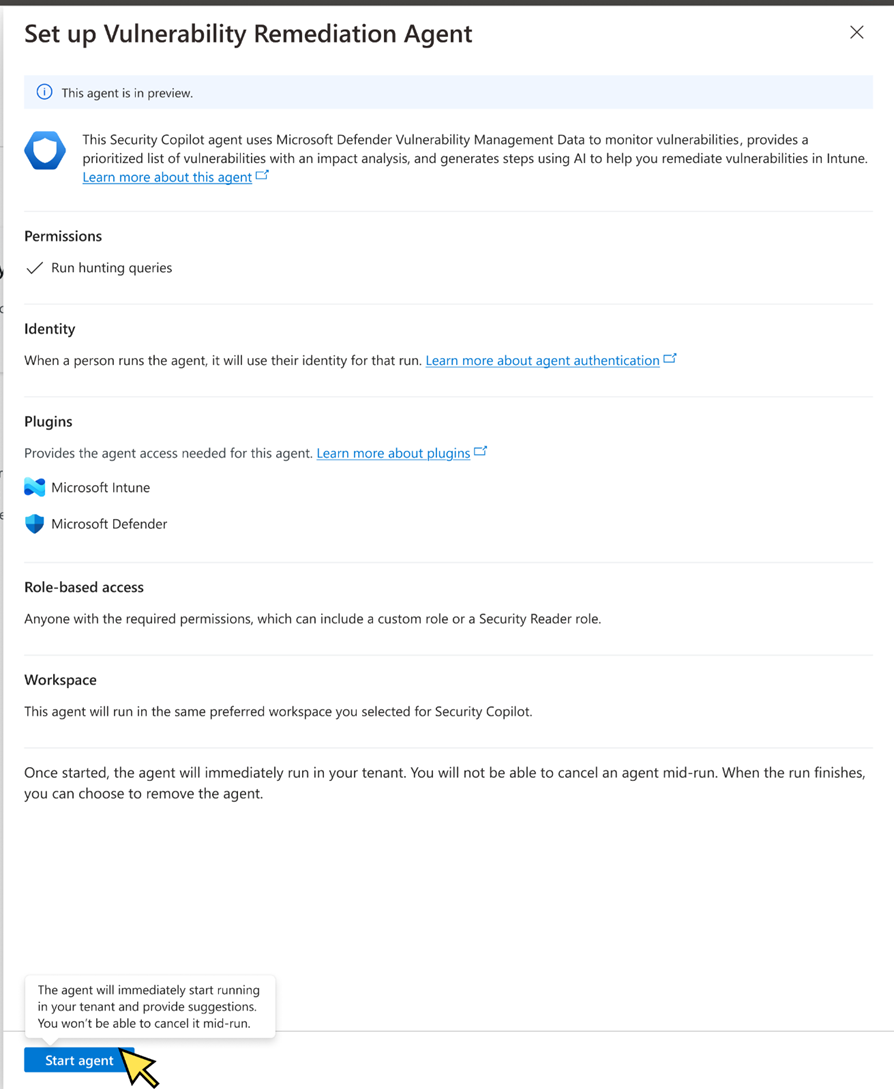 Set up Vulnerability Remediation Agent
This agent is in preview.
This Security Copilot agent uses Microsoft Defender Vulnerability Management Data to monitor vulnerabilities, provides a
prioritized list of vulnerabilities with an impact analysis, and generates steps using AI to help you remediate vulnerabilities in Intune.
Learn more about this agent
Permissions
Run hunting queries
Identity
When a person runs the agent, it will use their identity for that run. Learn more about agent authentication
Plugins
Provides the agent access needed for this agent. Learn more about plugins
Microsoft Intune
Microsoft Defender
Role-based access
Anyone with the required permissions, which can include a custom role or a Security Reader role.
Workspace
This agent will run in the same preferred workspace you selected for Security Copilot.
Once started, the agent will immediately run in your tenant. You will not be able to cancel an agent mid-run. When the run finishes,
you can choose to remove the agent.
The agent will immediately start running
in your tenant and provide suggestions.
You won't be able to cancel it mid-run.
Start agent